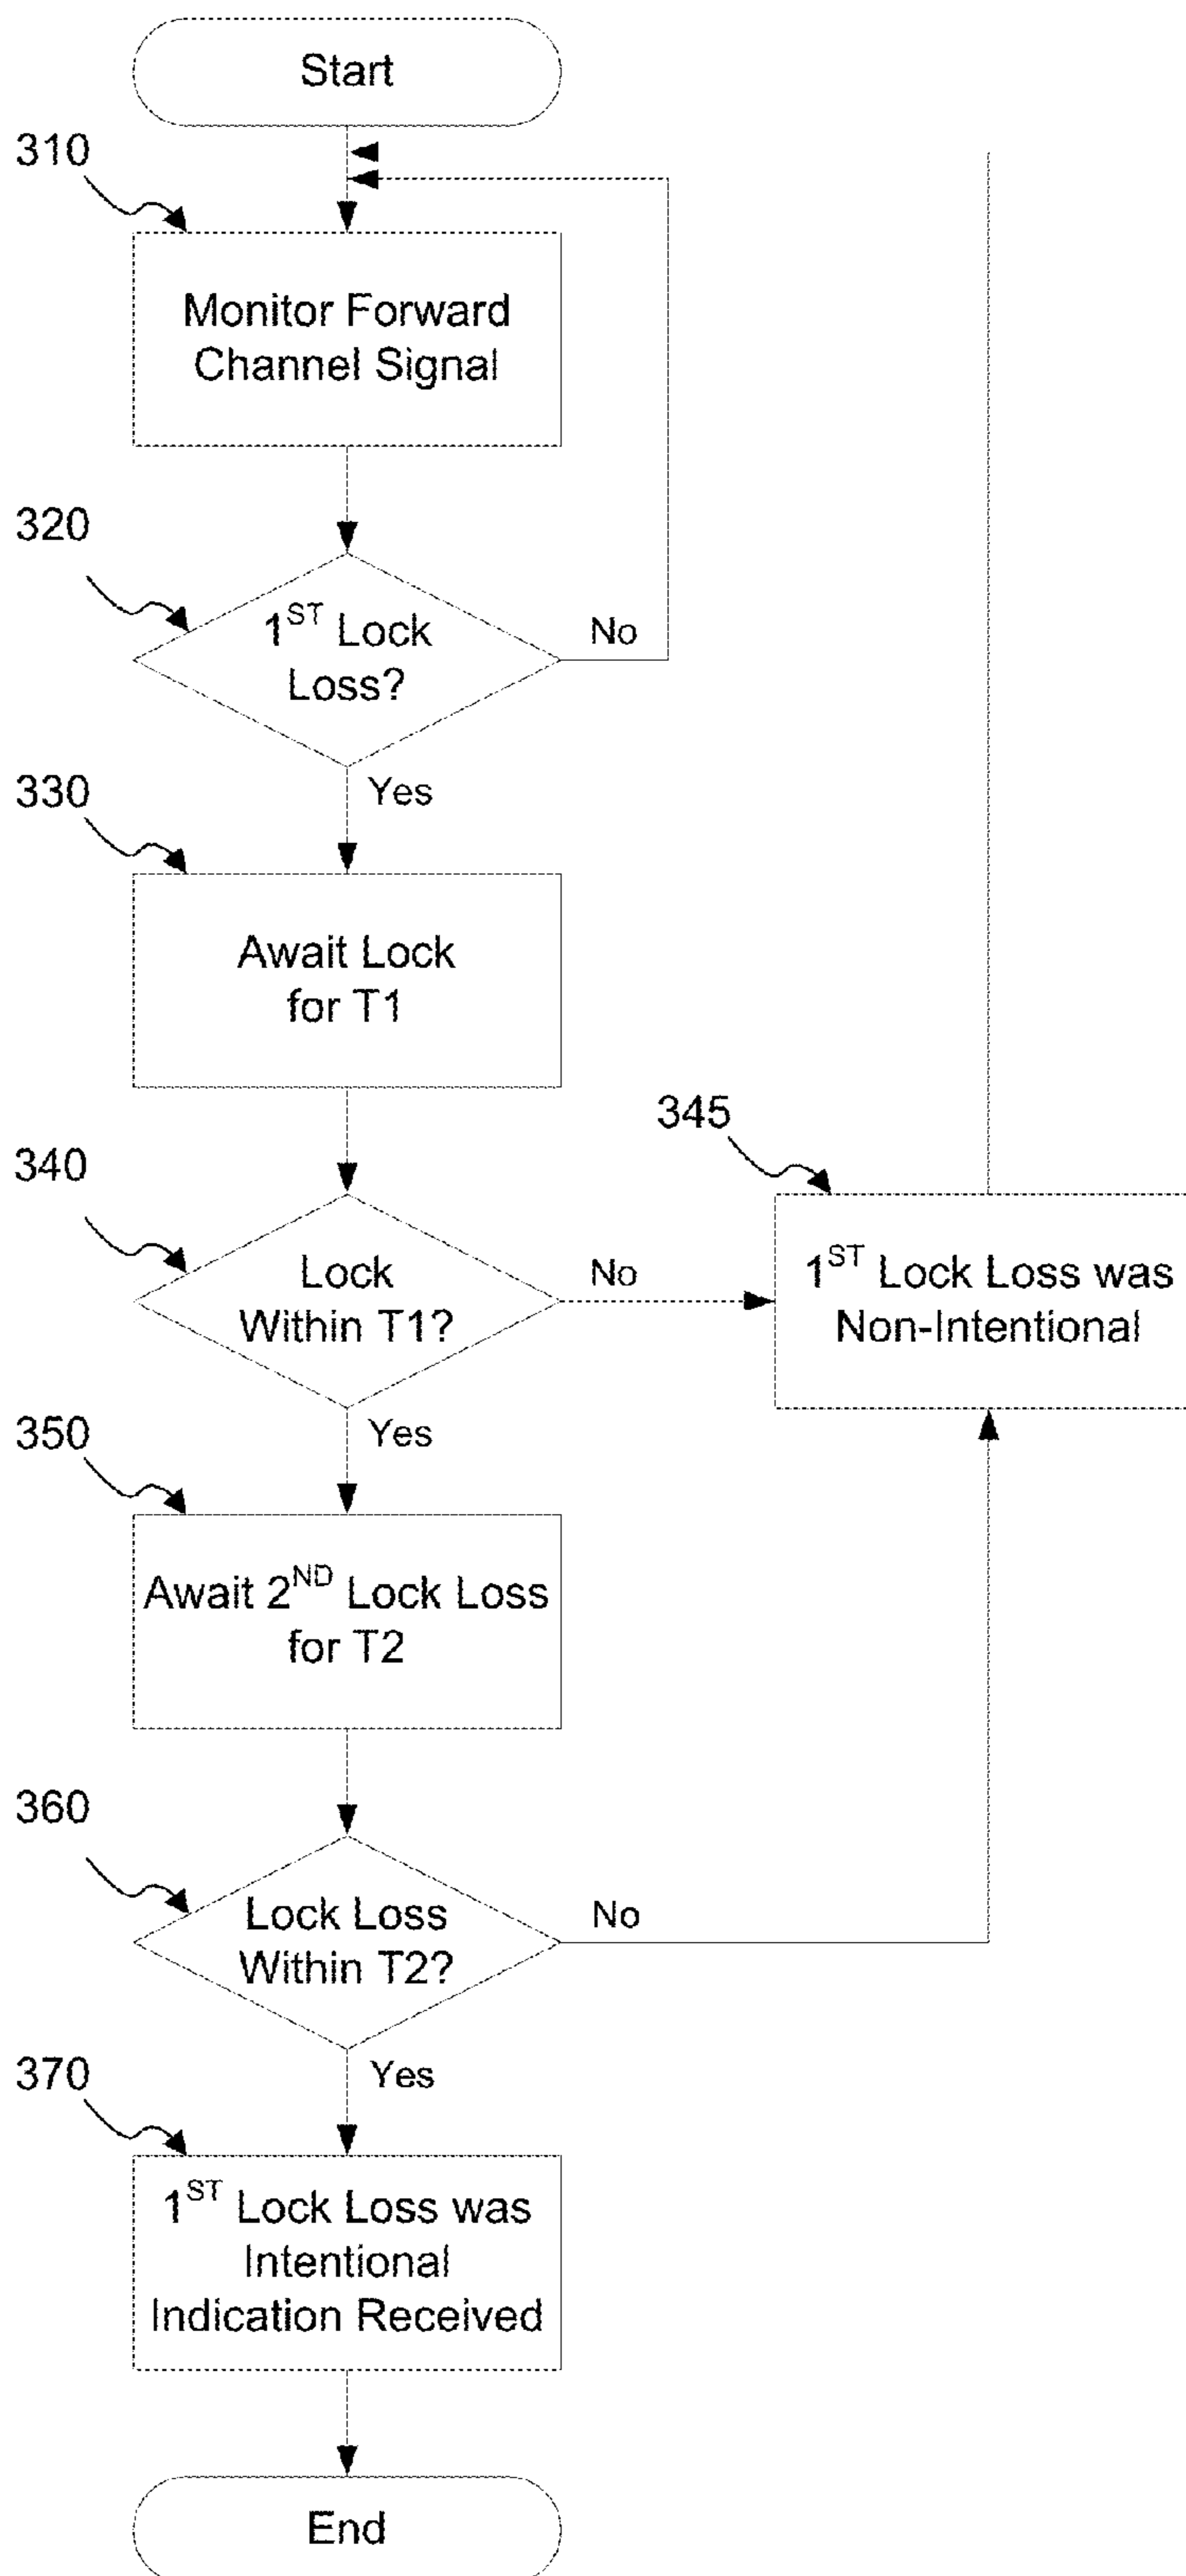 Start
310
Monitor Forward
Channel Signal
320
1ST Lock
Loss?
No
Yes
330
Await Lock
for T1
340
Lock
Within T1?
No
345
1ST Lock Loss was
Non-Intentional
Yes
350
Await 2ND Lock Loss
for T2
360
Lock Loss
Within T2?
No
Yes
370
1ST Lock Loss was
Intentional
Indication Received
End